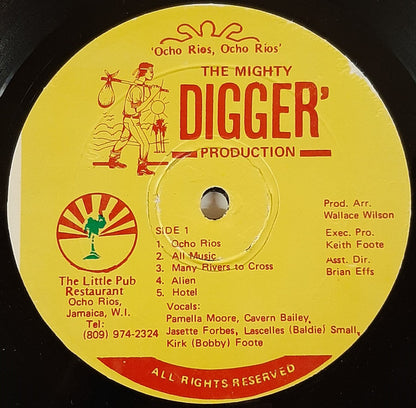 'Ocho Rios, Ocho Rios'
THE MIGHTY
DIGGER'
PRODUCTION
SIDE 1
1. Ocho Rios
2. All Music
3. Many Rivers to Cross
4. Alien
5. Hotel
Vocals:
Pamella Moore, Cavern Bailey,
Jasette Forbes, Lascelles (Baldie) Small,
Kirk (Bobby) Foote
Prod. Arr.
Wallace Wilson
Exec. Pro.
Keith Foote
Asst. Dir.
Brian Effs
The Little Pub
Restaurant
Ocho Rios,
Jamaica, W.I.
Tel:
(809) 974-2324
ALL RIGHTS RESERVED